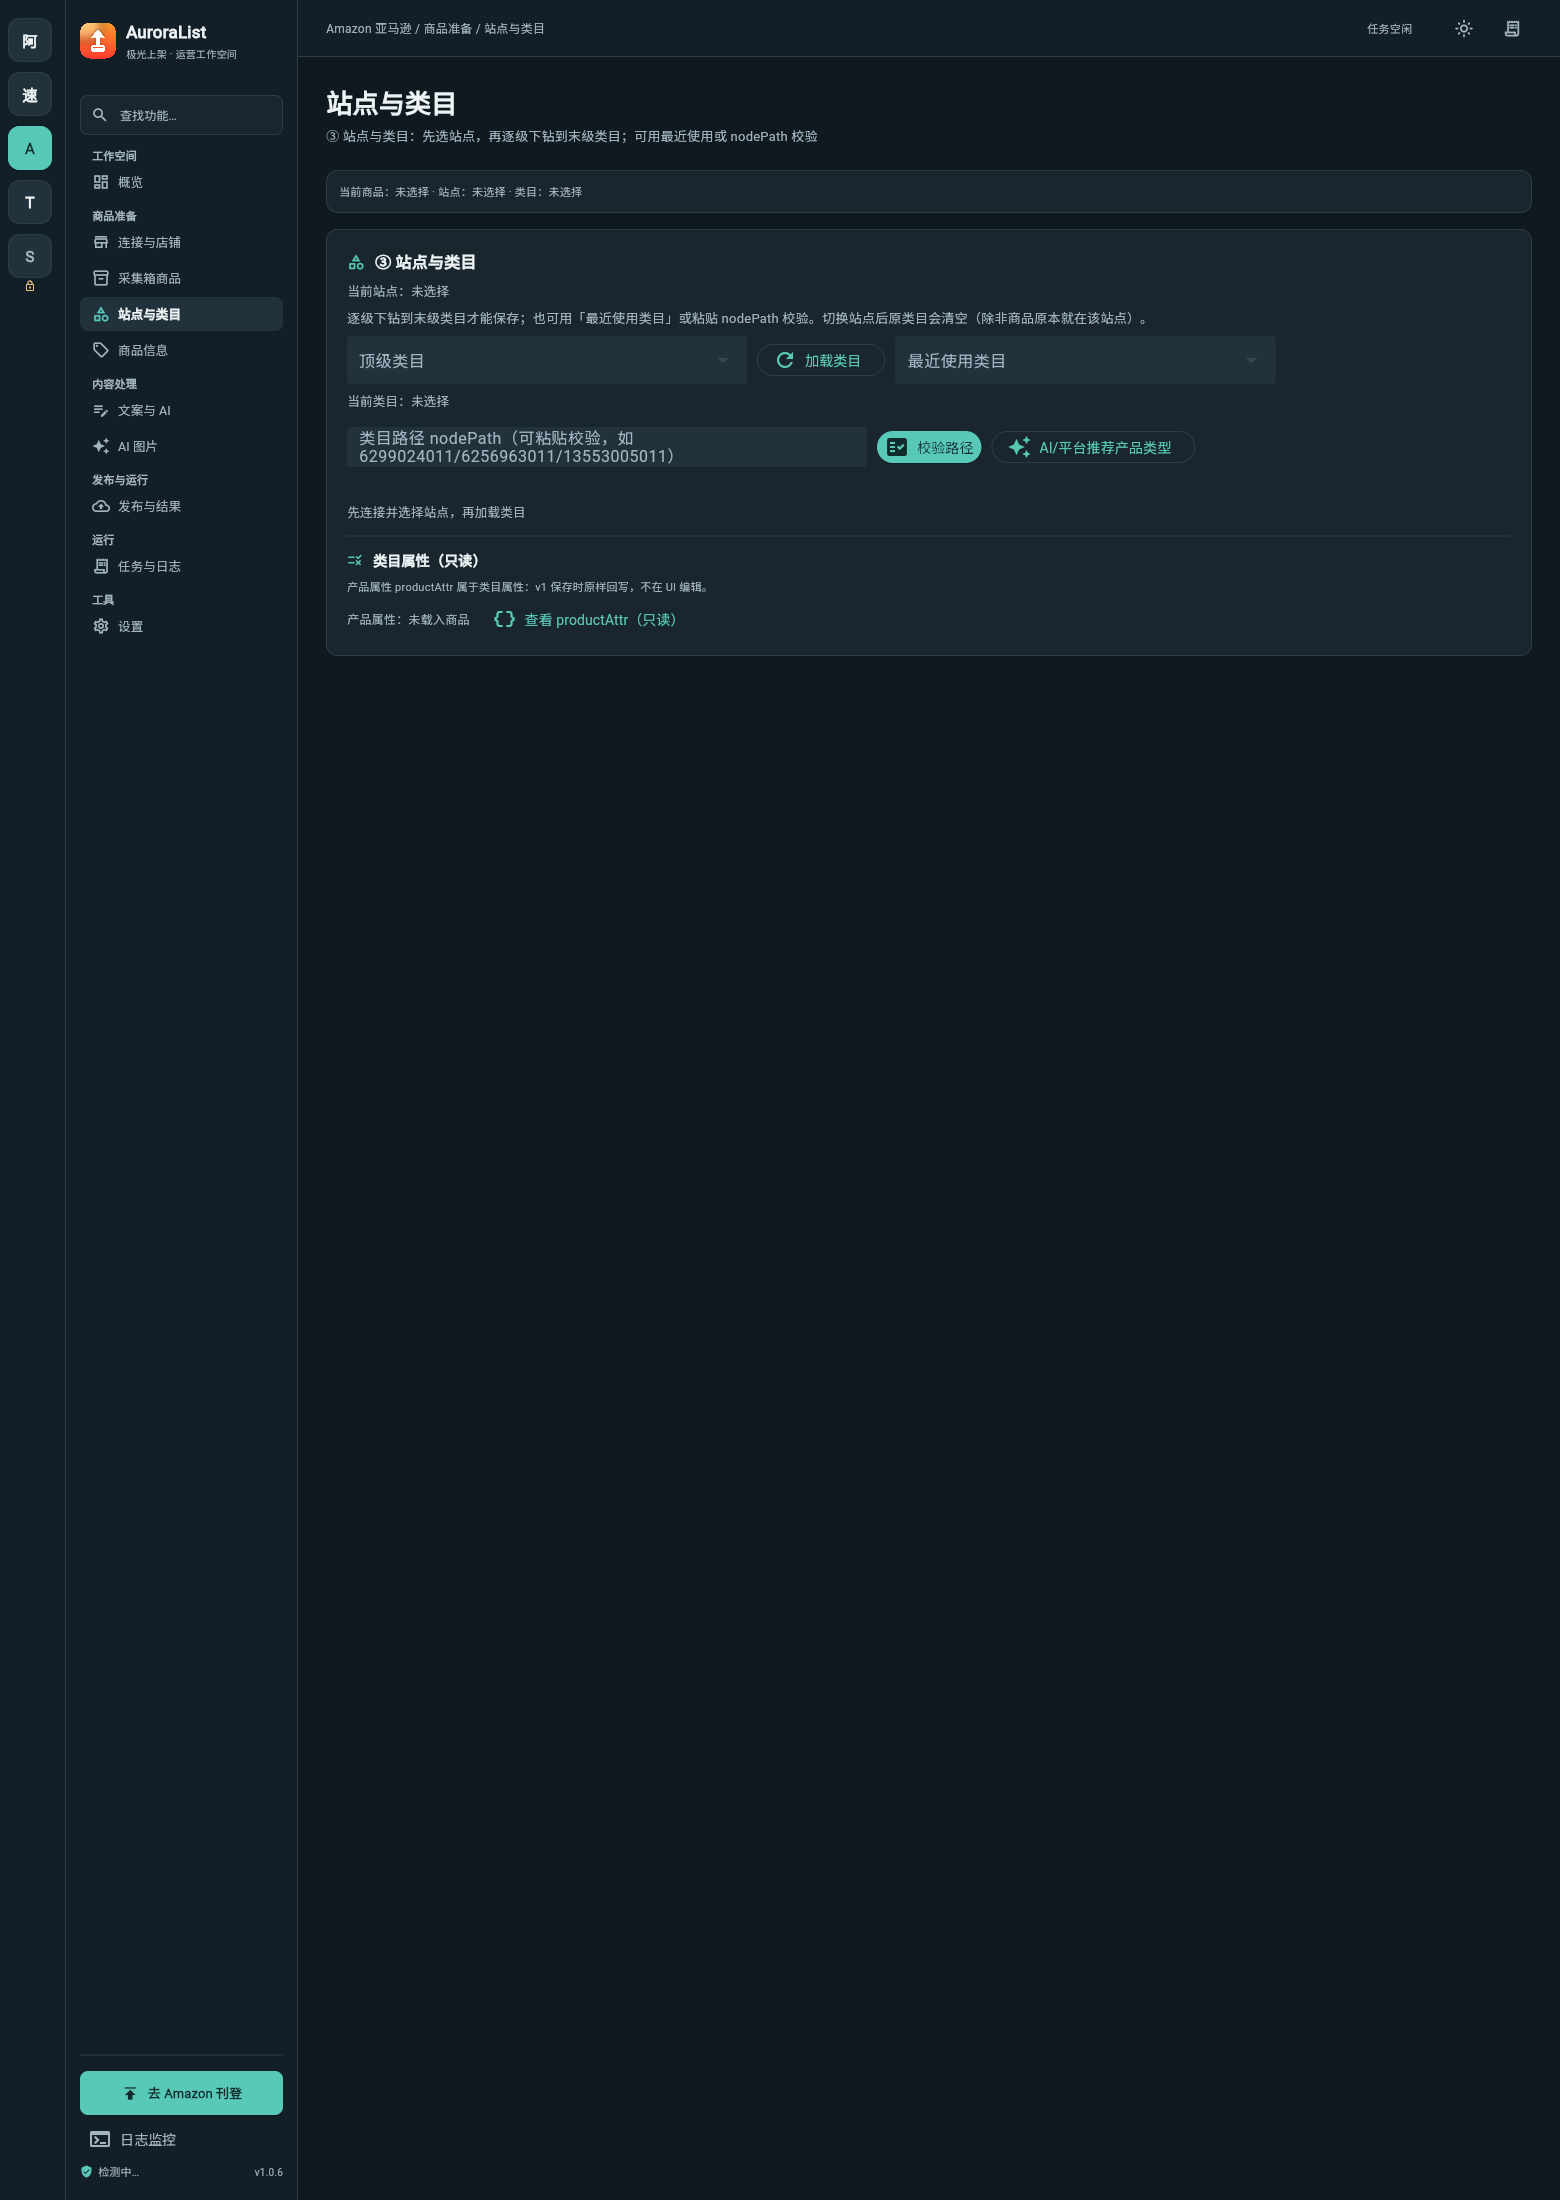 阿
速
A
T
S
AuroraList
极光上架 · 运营工作空间
查找功能...
工作空间
概览
商品准备
连接与店铺
采集箱商品
站点与类目
商品信息
内容处理
文案与 AI
AI 图片
发布与运行
发布与结果
运行
任务与日志
工具
设置
去 Amazon 刊登
日志监控
检测中...
v1.0.6
Amazon 亚马逊 / 商品准备 / 站点与类目
任务空闲
站点与类目
③ 站点与类目：先选站点，再逐级下钻到末级类目；可用最近使用或 nodePath 校验
当前商品：未选择 · 站点：未选择 · 类目：未选择
③ 站点与类目
当前站点：未选择
逐级下钻到末级类目才能保存；也可用「最近使用类目」或粘贴 nodePath 校验。切换站点后原类目会清空（除非商品原本就在该站点）。
顶级类目
加载类目
最近使用类目
当前类目：未选择
类目路径 nodePath（可粘贴校验，如
6299024011/6256963011/13553005011）
校验路径
AI/平台推荐产品类型
先连接并选择站点，再加载类目
类目属性（只读）
产品属性 productAttr 属于类目属性：v1 保存时原样回写，不在 UI 编辑。
产品属性：未载入商品
查看 productAttr（只读）